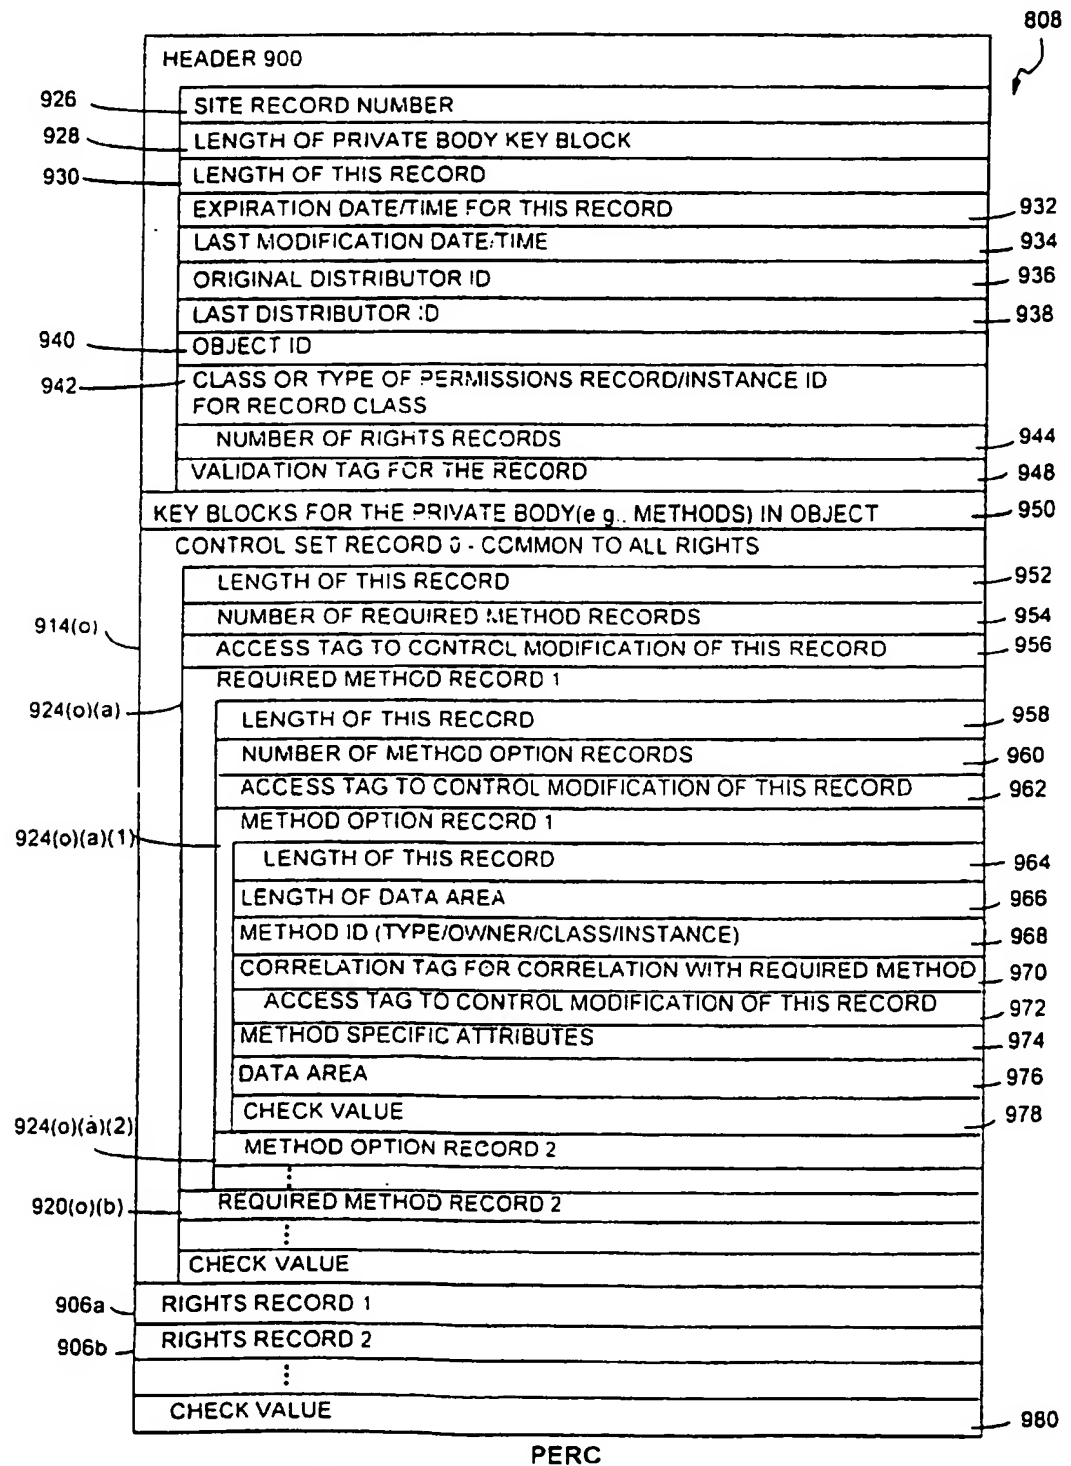 808
HEADER 900
926 SITE RECORD NUMBER
928 LENGTH OF PRIVATE BODY KEY BLOCK
930 LENGTH OF THIS RECORD
EXPIRATION DATE/TIME FOR THIS RECORD 932
LAST MODIFICATION DATE/TIME 934
ORIGINAL DISTRIBUTOR ID 936
LAST DISTRIBUTOR ID 938
940 OBJECT ID
942 CLASS OR TYPE OF PERMISSIONS RECORD/INSTANCE ID
FOR RECORD CLASS
NUMBER OF RIGHTS RECORDS 944
VALIDATION TAG FOR THE RECORD 948
KEY BLOCKS FOR THE PRIVATE BODY(e g., METHODS) IN OBJECT 950
CONTROL SET RECORD 0 - COMMON TO ALL RIGHTS
LENGTH OF THIS RECORD 952
NUMBER OF REQUIRED METHOD RECORDS 954
914(o)
ACCESS TAG TO CONTROL MODIFICATION OF THIS RECORD 956
REQUIRED METHOD RECORD 1
924(o)(a)
LENGTH OF THIS RECORD 958
NUMBER OF METHOD OPTION RECORDS 960
ACCESS TAG TO CONTROL MODIFICATION OF THIS RECORD 962
METHOD OPTION RECORD 1
924(o)(a)(1)
LENGTH OF THIS RECORD 964
LENGTH OF DATA AREA 966
METHOD ID (TYPE/OWNER/CLASS/INSTANCE) 968
CORRELATION TAG FOR CORRELATION WITH REQUIRED METHOD 970
ACCESS TAG TO CONTROL MODIFICATION OF THIS RECORD 972
METHOD SPECIFIC ATTRIBUTES 974
DATA AREA 976
CHECK VALUE 978
924(o)(a)(2) METHOD OPTION RECORD 2
920(o)(b) REQUIRED METHOD RECORD 2
CHECK VALUE
906a RIGHTS RECORD 1
906b RIGHTS RECORD 2
CHECK VALUE 980
PERC